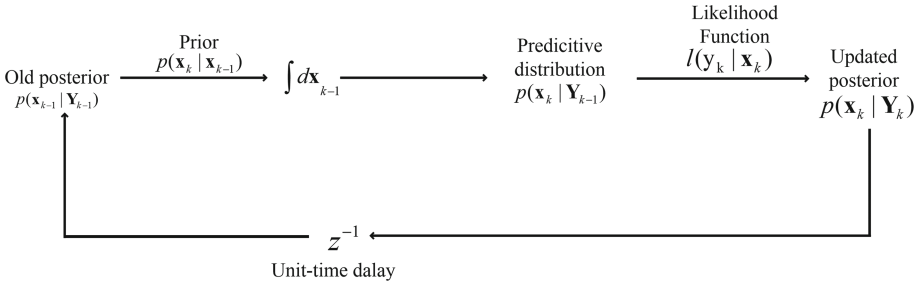 Old posterior
p(x_{k-1} | Y_{k-1})
Prior
p(x_k | x_{k-1})
∫ dx_{k-1}
Predicitive
distribution
p(x_k | Y_{k-1})
Likelihood
Function
l(y_k | x_k)
Updated
posterior
p(x_k | Y_k)
z^{-1}
Unit-time dalay